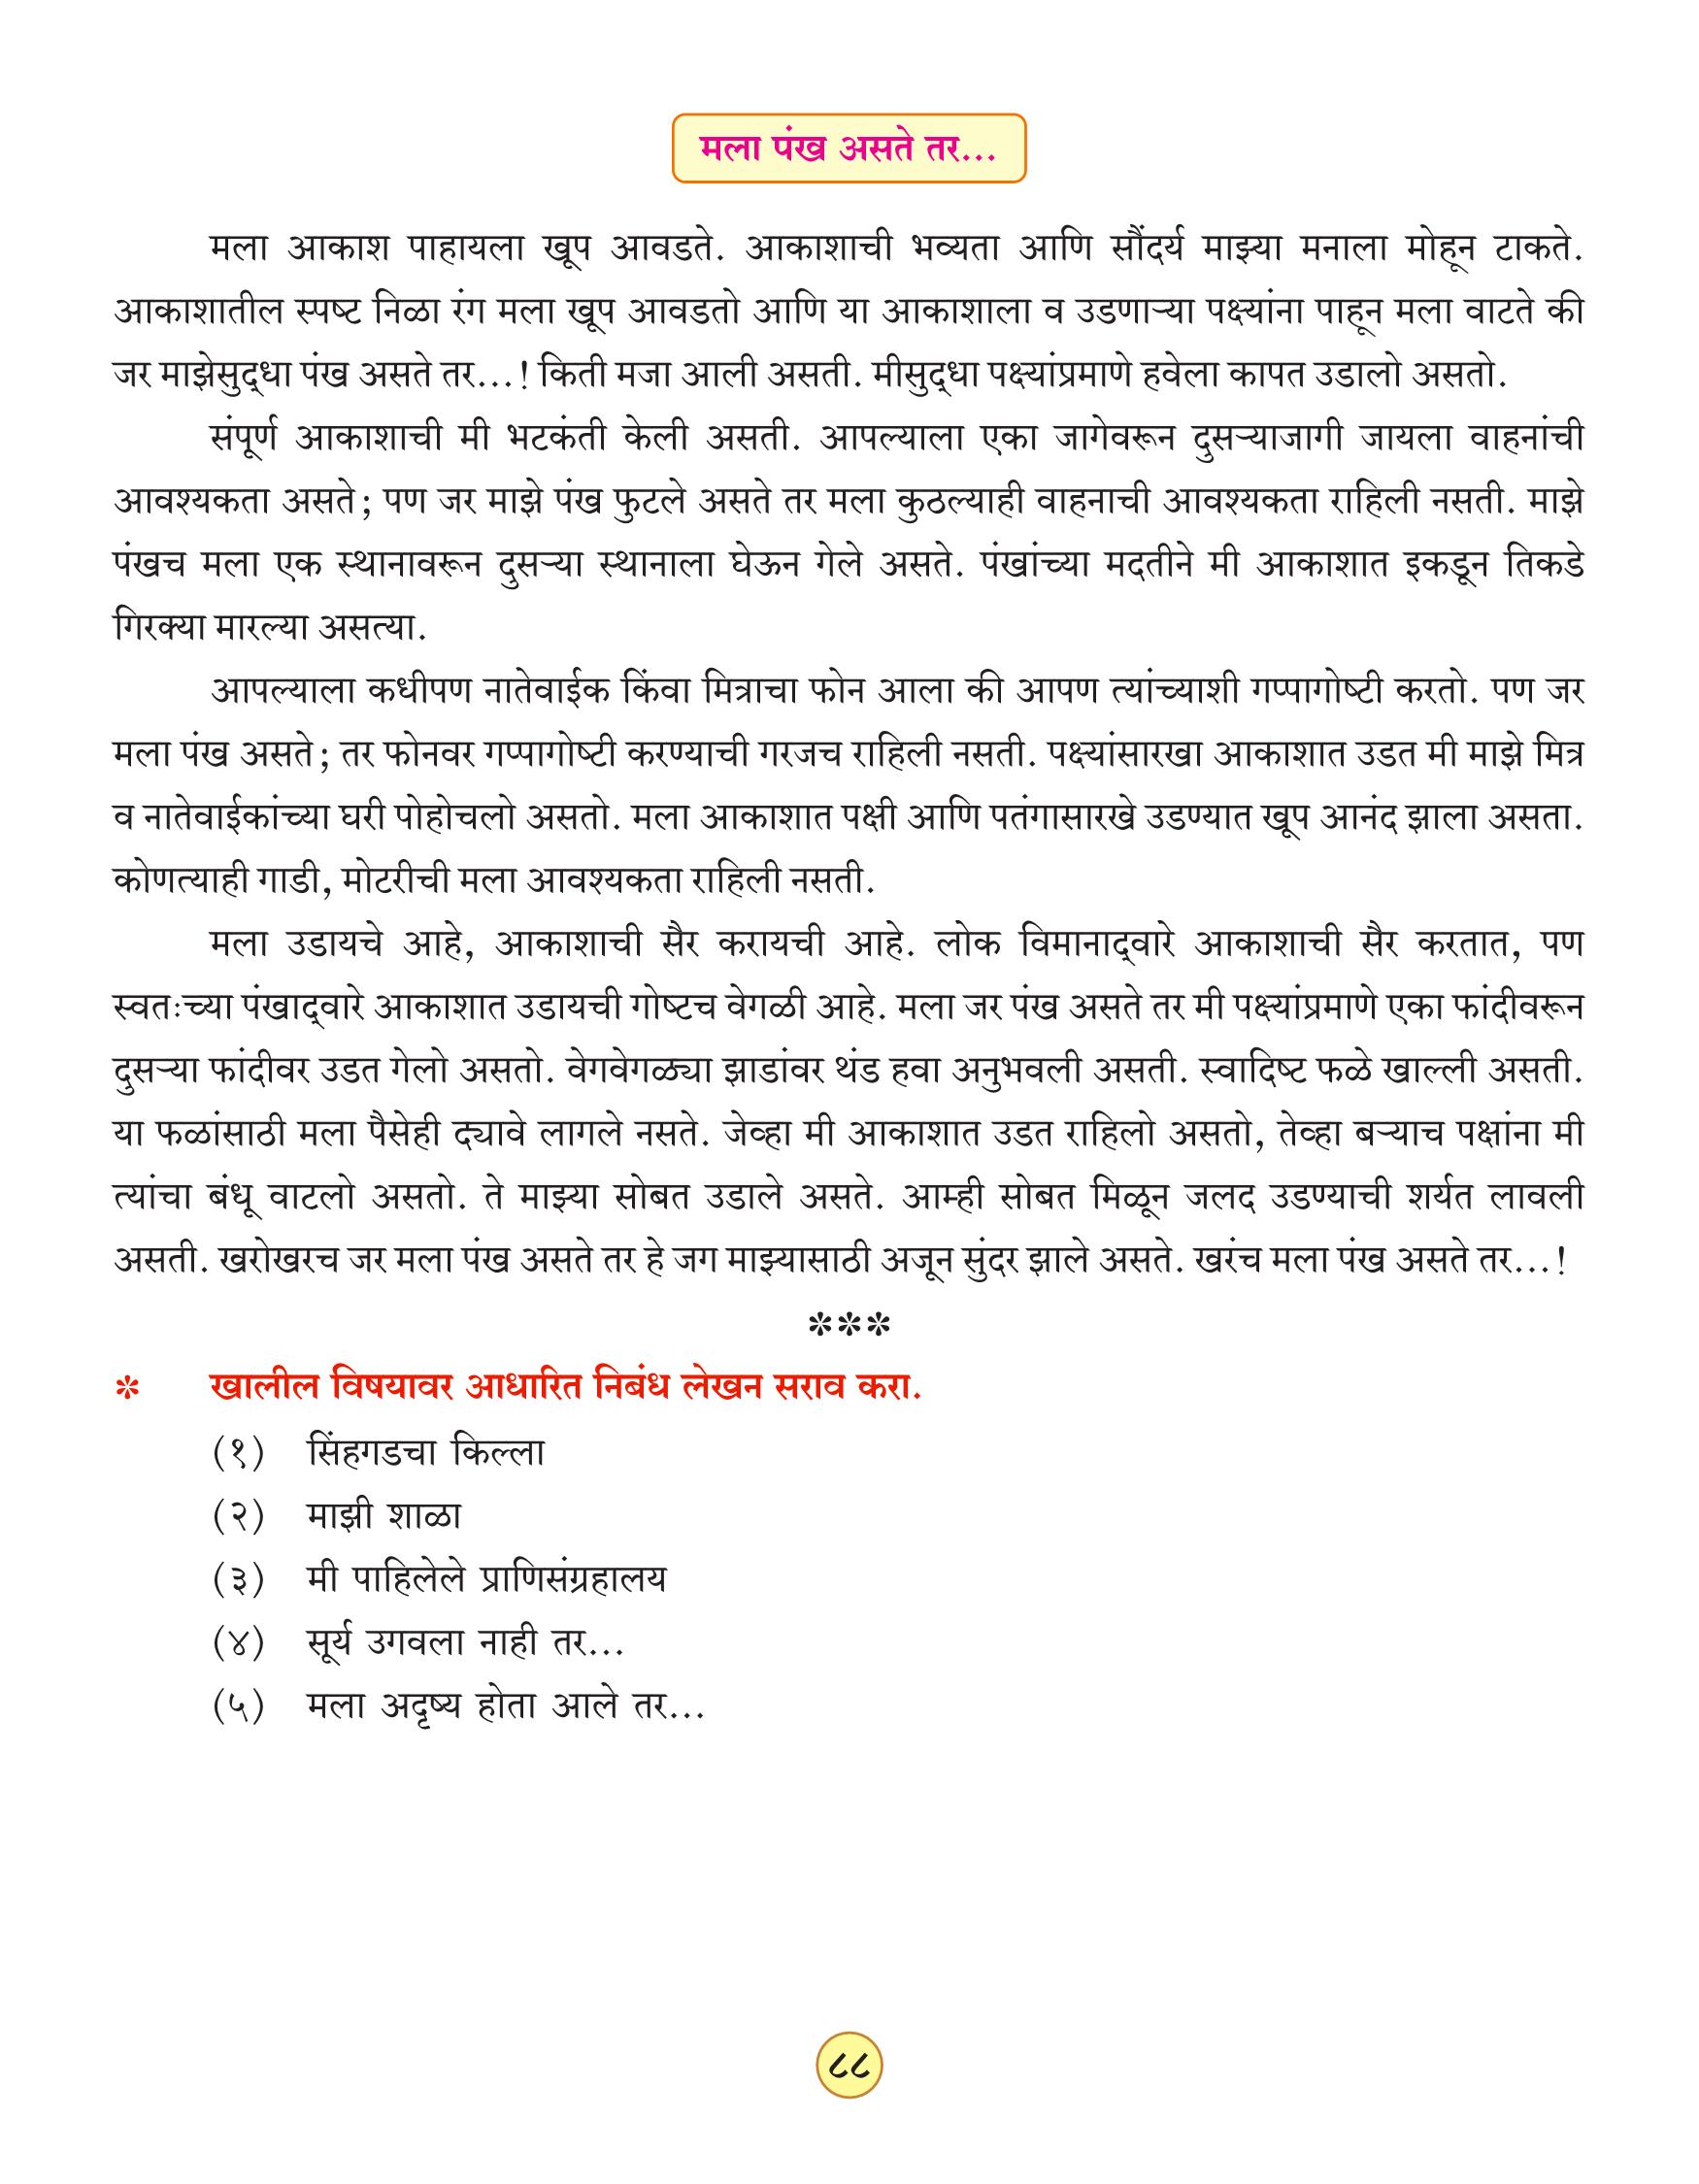 मला पंख असते तर...
मला आकाश पाहायला खूप आवडते. आकाशाची भव्यता आणि सौंदर्य माझ्या मनाला मोहून टाकते.
आकाशातील स्पष्ट निळा रंग मला खूप आवडतो आणि या आकाशाला व उडणाऱ्या पक्ष्यांना पाहून मला वाटते की
जर माझेसुद्धा पंख असते तर...! किती मजा आली असती. मीसुद्धा पक्ष्यांप्रमाणे हवेला कापत उडालो असतो.
संपूर्ण आकाशाची मी भटकंती केली असती. आपल्याला एका जागेवरून दुसऱ्याजागी जायला वाहनांची
आवश्यकता असते; पण जर माझे पंख फुटले असते तर मला कुठल्याही वाहनाची आवश्यकता राहिली नसती. माझे
पंखच मला एक स्थानावरून दुसऱ्या स्थानाला घेऊन गेले असते. पंखांच्या मदतीने मी आकाशात इकडून तिकडे
गिरक्या मारल्या असत्या.
आपल्याला कधीपण नातेवाईक किंवा मित्राचा फोन आला की आपण त्यांच्याशी गप्पागोष्टी करतो. पण जर
मला पंख असते; तर फोनवर गप्पागोष्टी करण्याची गरजच राहिली नसती. पक्ष्यांसारखा आकाशात उडत मी माझे मित्र
व नातेवाईकांच्या घरी पोहोचलो असतो. मला आकाशात पक्षी आणि पतंगासारखे उडण्यात खूप आनंद झाला असता.
कोणत्याही गाडी, मोटरीची मला आवश्यकता राहिली नसती.
मला उडायचे आहे, आकाशाची सैर करायची आहे. लोक विमानाद्वारे आकाशाची सैर करतात, पण
स्वतःच्या पंखाद्वारे आकाशात उडायची गोष्टच वेगळी आहे. मला जर पंख असते तर मी पक्ष्यांप्रमाणे एका फांदीवरून
दुसऱ्या फांदीवर उडत गेलो असतो. वेगवेगळ्या झाडांवर थंड हवा अनुभवली असती. स्वादिष्ट फळे खाल्ली असती.
या फळांसाठी मला पैसेही द्यावे लागले नसते. जेव्हा मी आकाशात उडत राहिलो असतो, तेव्हा बऱ्याच पक्षांना मी
त्यांचा बंधू वाटलो असतो. ते माझ्या सोबत उडाले असते. आम्ही सोबत मिळून जलद उडण्याची शर्यत लावली
असती. खरोखरच जर मला पंख असते तर हे जग माझ्यासाठी अजून सुंदर झाले असते. खरंच मला पंख असते तर...!
***
* खालील विषयावर आधारित निबंध लेखन सराव करा.
(१) सिंहगडचा किल्ला
(२) माझी शाळा
(३) मी पाहिलेले प्राणिसंग्रहालय
(४) सूर्य उगवला नाही तर...
(५) मला अदृष्य होता आले तर...
८८